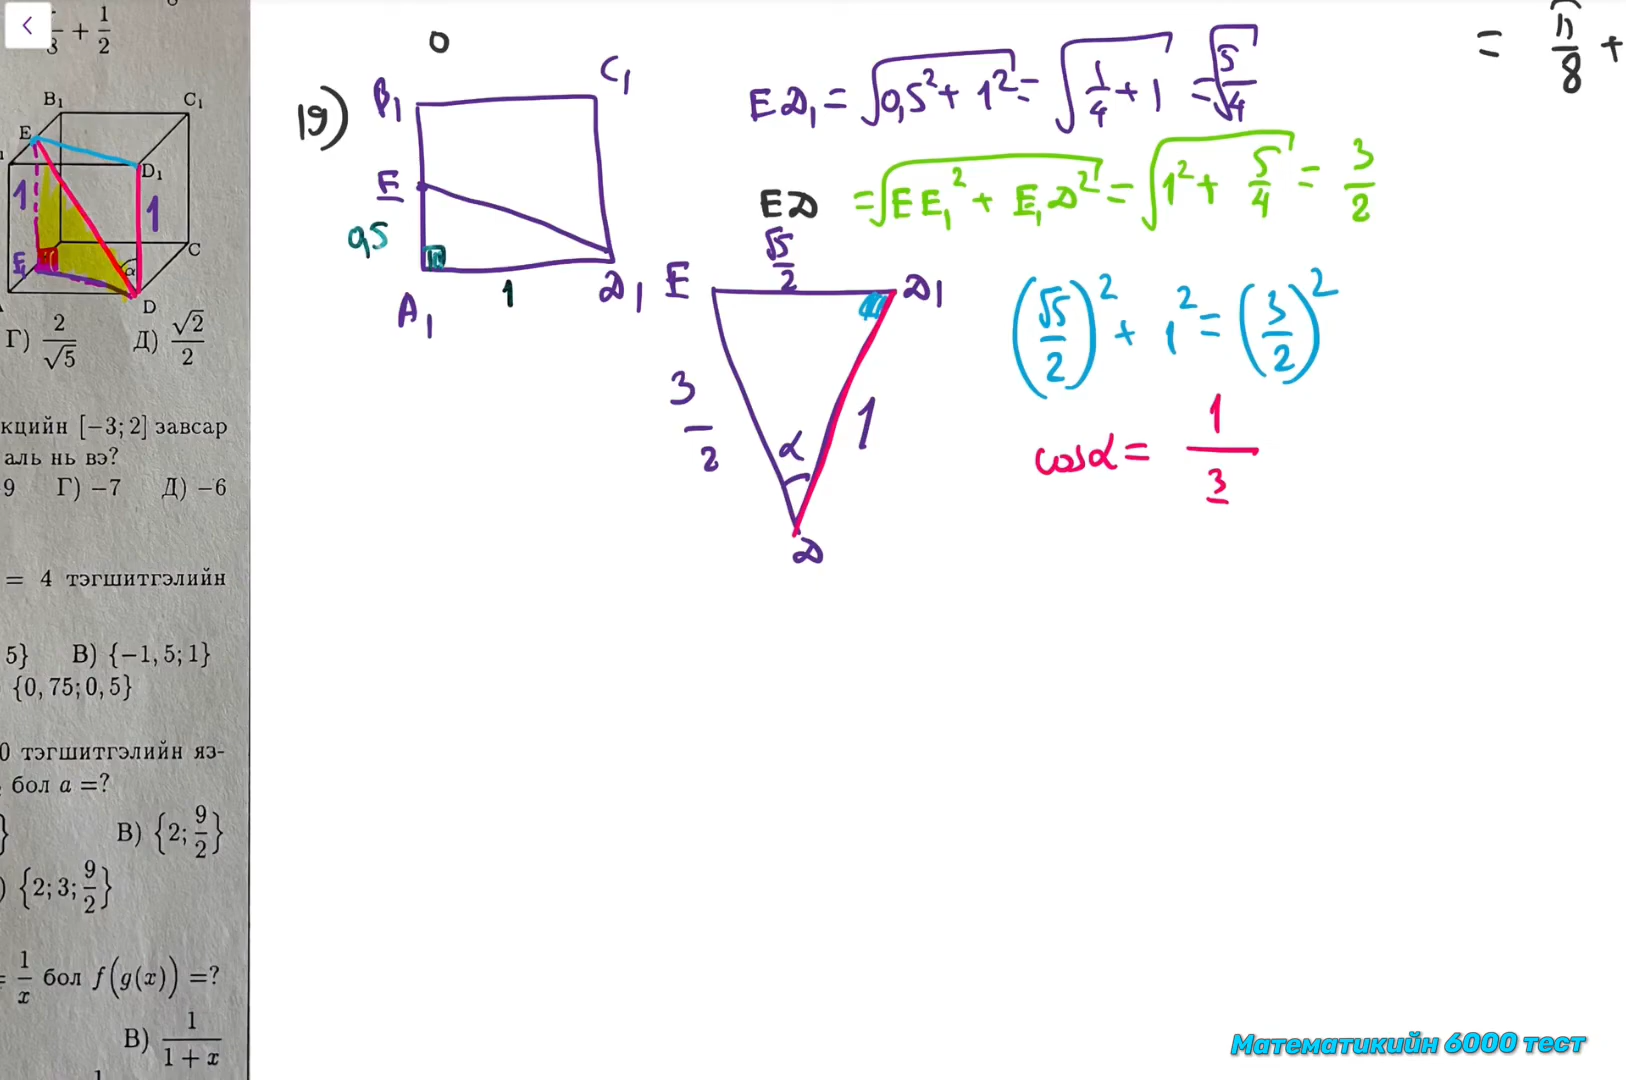 + 1/2
B₁ C₁
E
D₁
1 1
C
E₁ α
D
Г) 2/√5 Д) √2/2
кцийн [−3; 2] завсар
аль нь вэ?
9 Г) −7 Д) −6
= 4 тэгшитгэлийн
5} В) {−1, 5; 1}
{0, 75; 0, 5}
0 тэгшитгэлийн яз-
бол a =?
} В) {2; 9/2}
) {2; 3; 9/2}
= 1/x бол f(g(x)) =?
В) 1/(1 + x)
1
0
19)
B₁ C₁
E
0,5
A₁ 1 D₁
ED₁ = √(0,5² + 1²) = √(1/4 + 1) = √(5/4)
ED = √(EE₁² + E₁D²) = √(1² + 5/4) = 3/2
√5/2
E D₁
3/2 α 1
D
(√5/2)² + 1² = (3/2)²
cosα = 1/3
= π/8 +
Математикийн 6000 тест